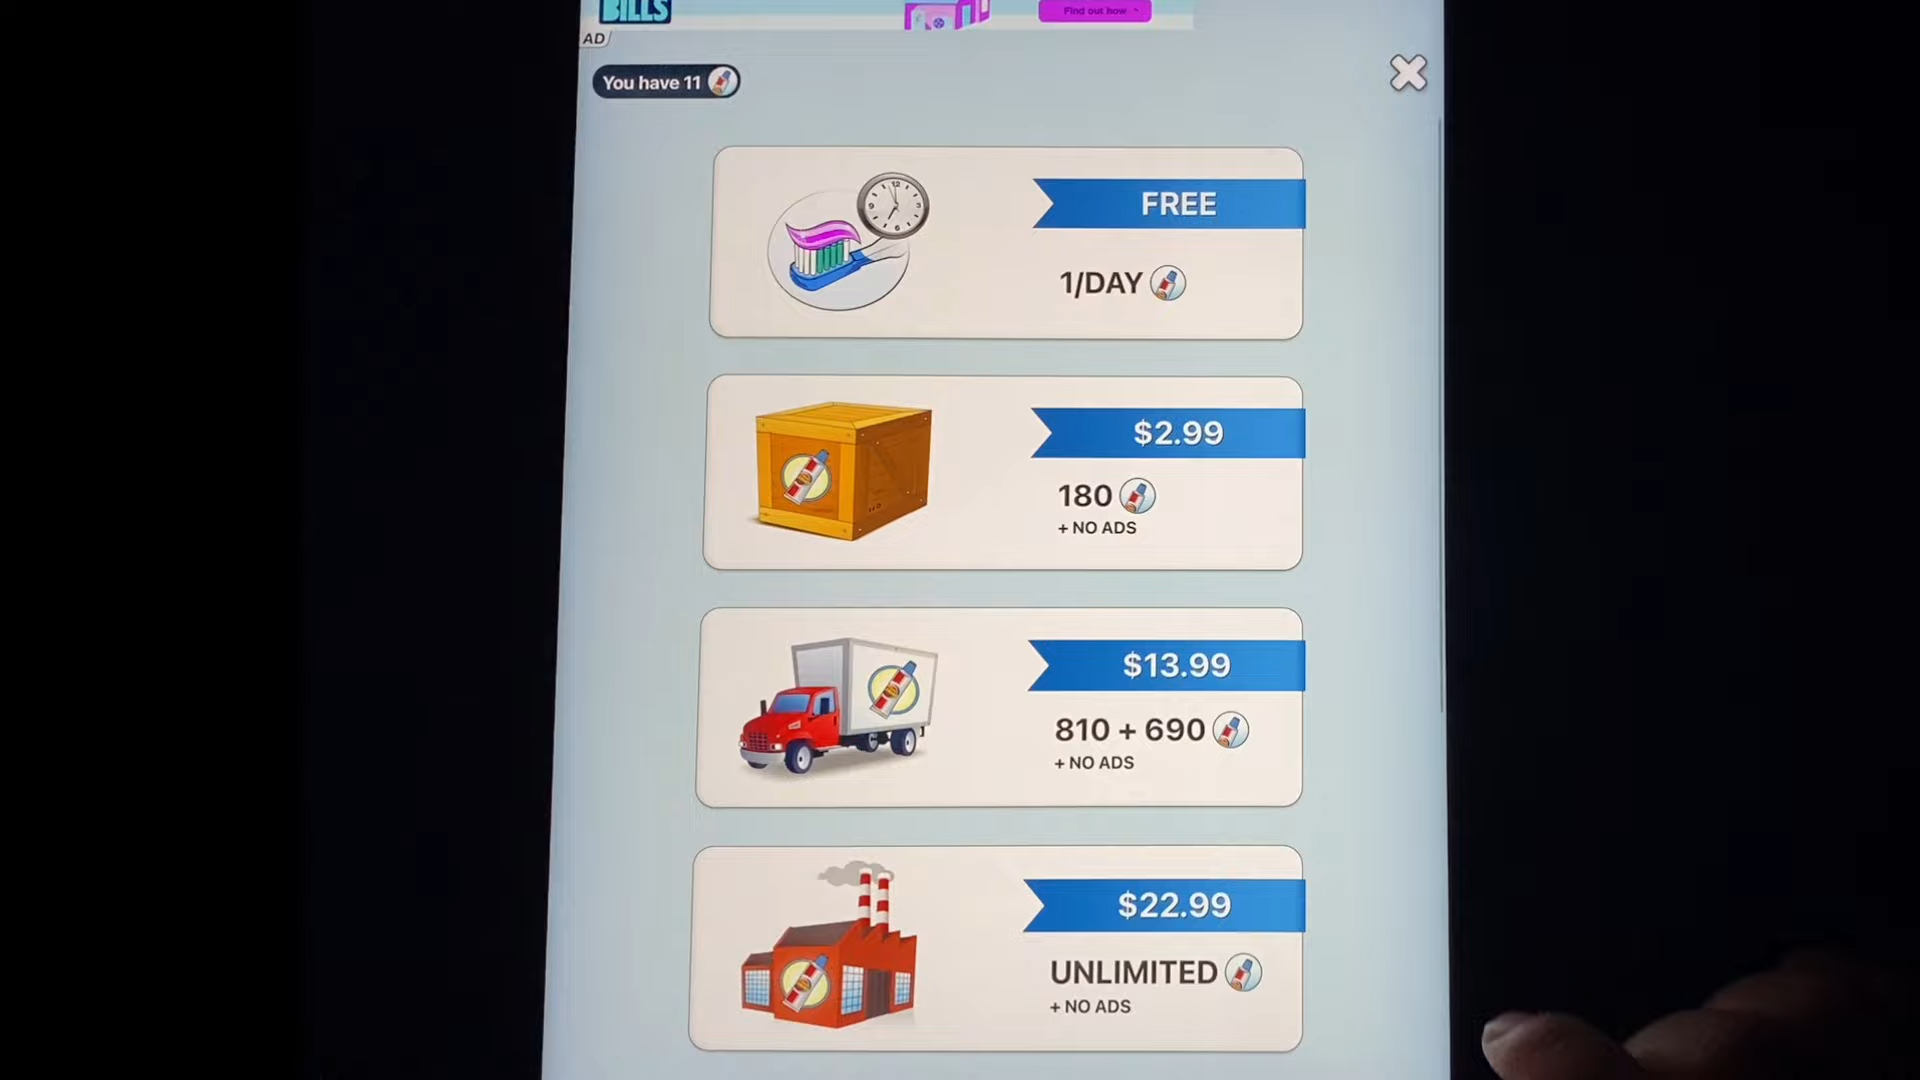 BILLS
Find out how
AD
You have 11
FREE
1/DAY
$2.99
180
+ NO ADS
$13.99
810 + 690
+ NO ADS
$22.99
UNLIMITED
+ NO ADS